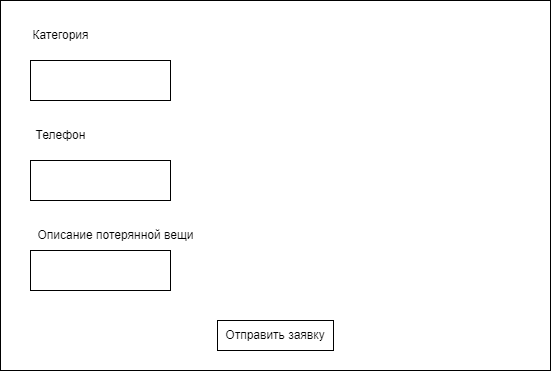 Категория
Телефон
Описание потерянной вещи
Отправить заявку